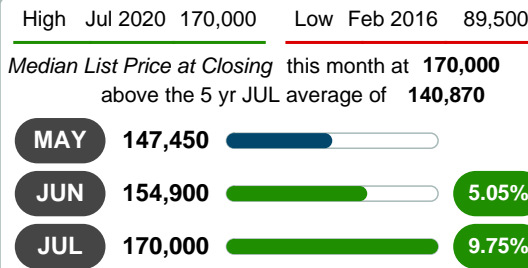 High Jul 2020 170,000 Low Feb 2016 89,500
Median List Price at Closing this month at 170,000
above the 5 yr JUL average of 140,870
MAY 147,450
JUN 154,900 5.05%
JUL 170,000 9.75%